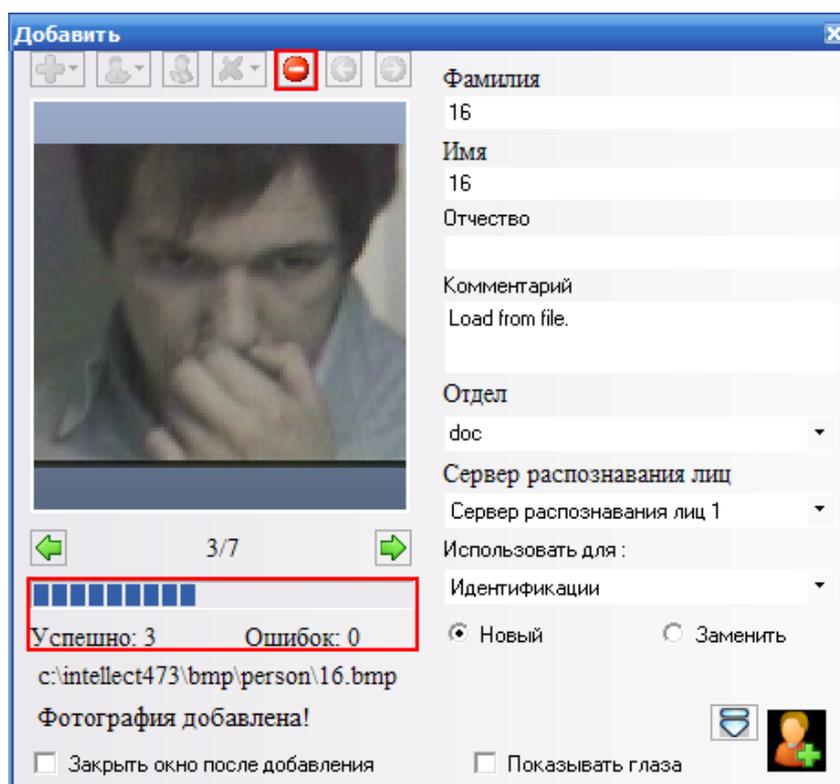 Добавить
Фамилия
16
Имя
16
Отчество
Комментарий
Load from file.
Отдел
doc
Сервер распознавания лиц
Сервер распознавания лиц 1
Использовать для :
Идентификации
Новый
Заменить
3/7
Успешно: 3
Ошибок: 0
c:\intellect473\bmp\person\16.bmp
Фотография добавлена!
Закрыть окно после добавления
Показывать глаза